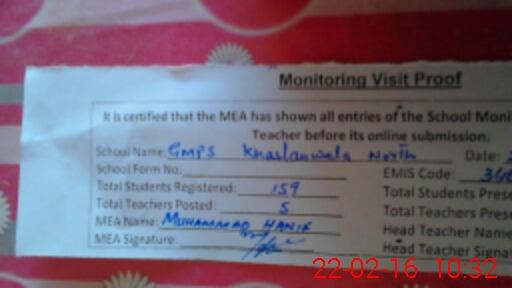 Monitoring Visit Proof
It is certified that the MEA has shown all entries of the School Moni
Teacher before its online submission.
School Name: GMPS Khaslanwala North Date:
School Form No: EMIS Code:
Total Students Registered: 159 Total Students Prese
Total Teachers Posted: 5 Total Teachers Prese
MEA Name: MUHAMMAD HANIF Head Teacher Name
MEA Signature: Head Teacher Signat
22-02-16 10:32